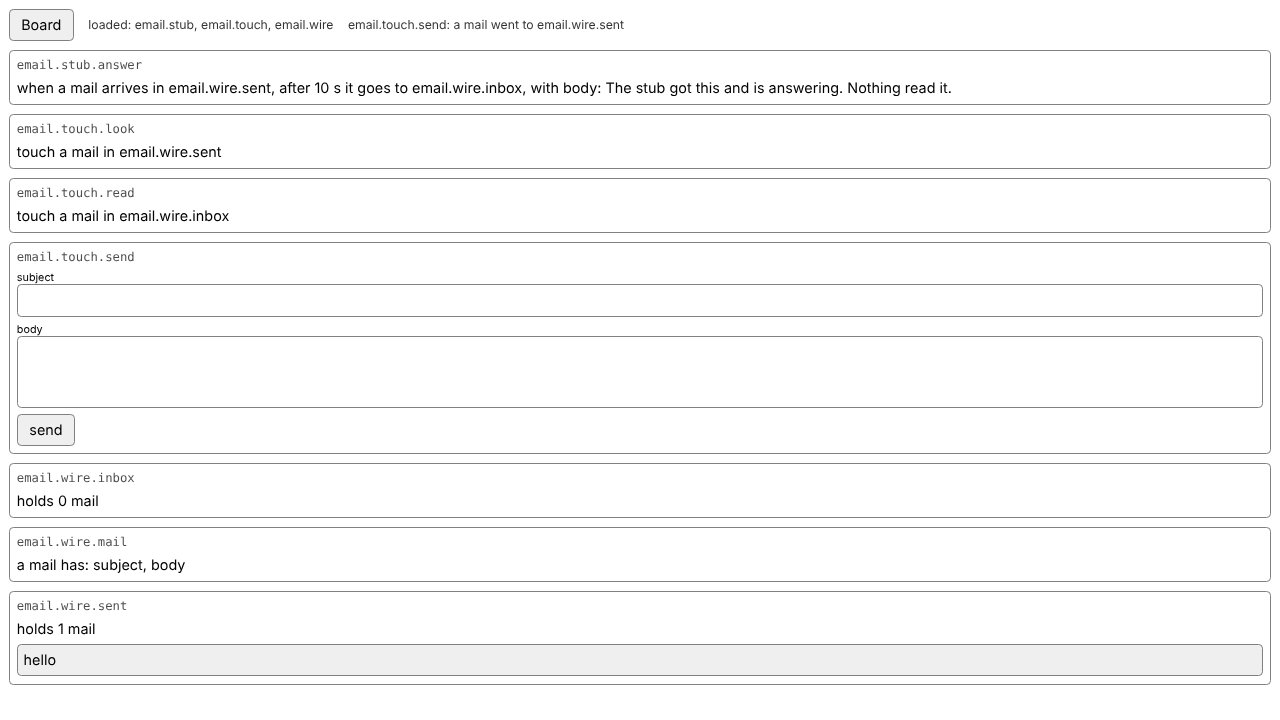 Board
loaded: email.stub, email.touch, email.wire
email.touch.send: a mail went to email.wire.sent
email.stub.answer
when a mail arrives in email.wire.sent, after 10 s it goes to email.wire.inbox, with body: The stub got this and is answering. Nothing read it.
email.touch.look
touch a mail in email.wire.sent
email.touch.read
touch a mail in email.wire.inbox
email.touch.send
subject
body
send
email.wire.inbox
holds 0 mail
email.wire.mail
a mail has: subject, body
email.wire.sent
holds 1 mail
hello